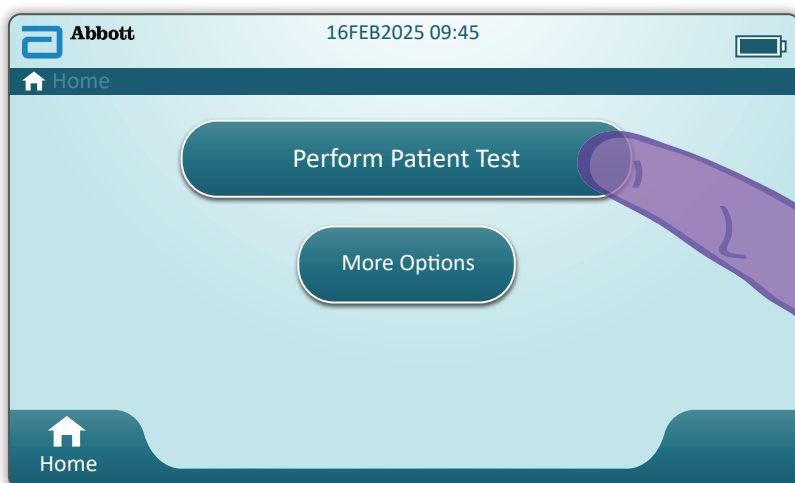 Abbott
16FEB2025 09:45
Home
Perform Patient Test
More Options
Home